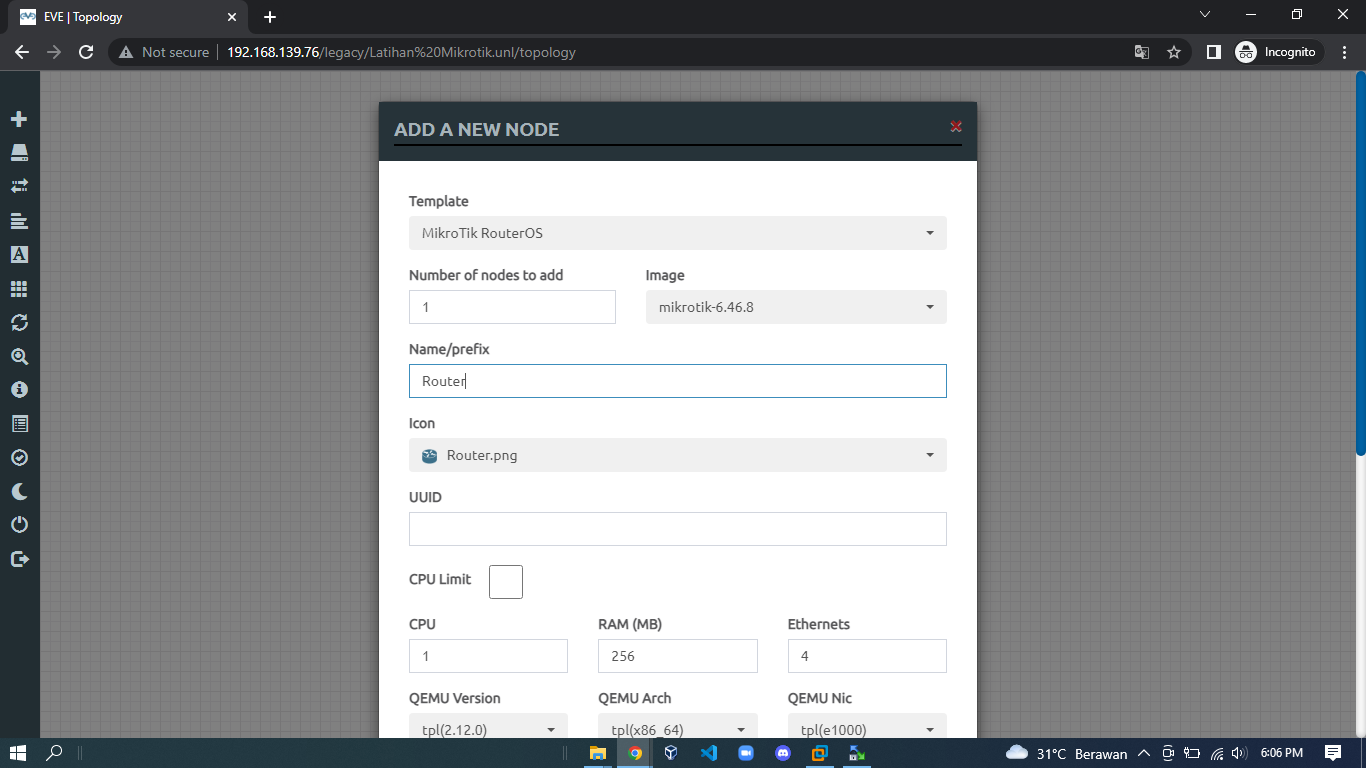 EVE | Topology
Not secure
192.168.139.76/legacy/Latihan%20Mikrotik.unl/topology
Incognito
ADD A NEW NODE
Template
MikroTik RouterOS
Number of nodes to add
Image
1
mikrotik-6.46.8
Name/prefix
Router
Icon
Router.png
UUID
CPU Limit
CPU
RAM (MB)
Ethernets
1
256
4
QEMU Version
QEMU Arch
QEMU Nic
tpl(2.12.0)
tpl(x86_64)
tpl(e1000)
31°C Berawan
6:06 PM